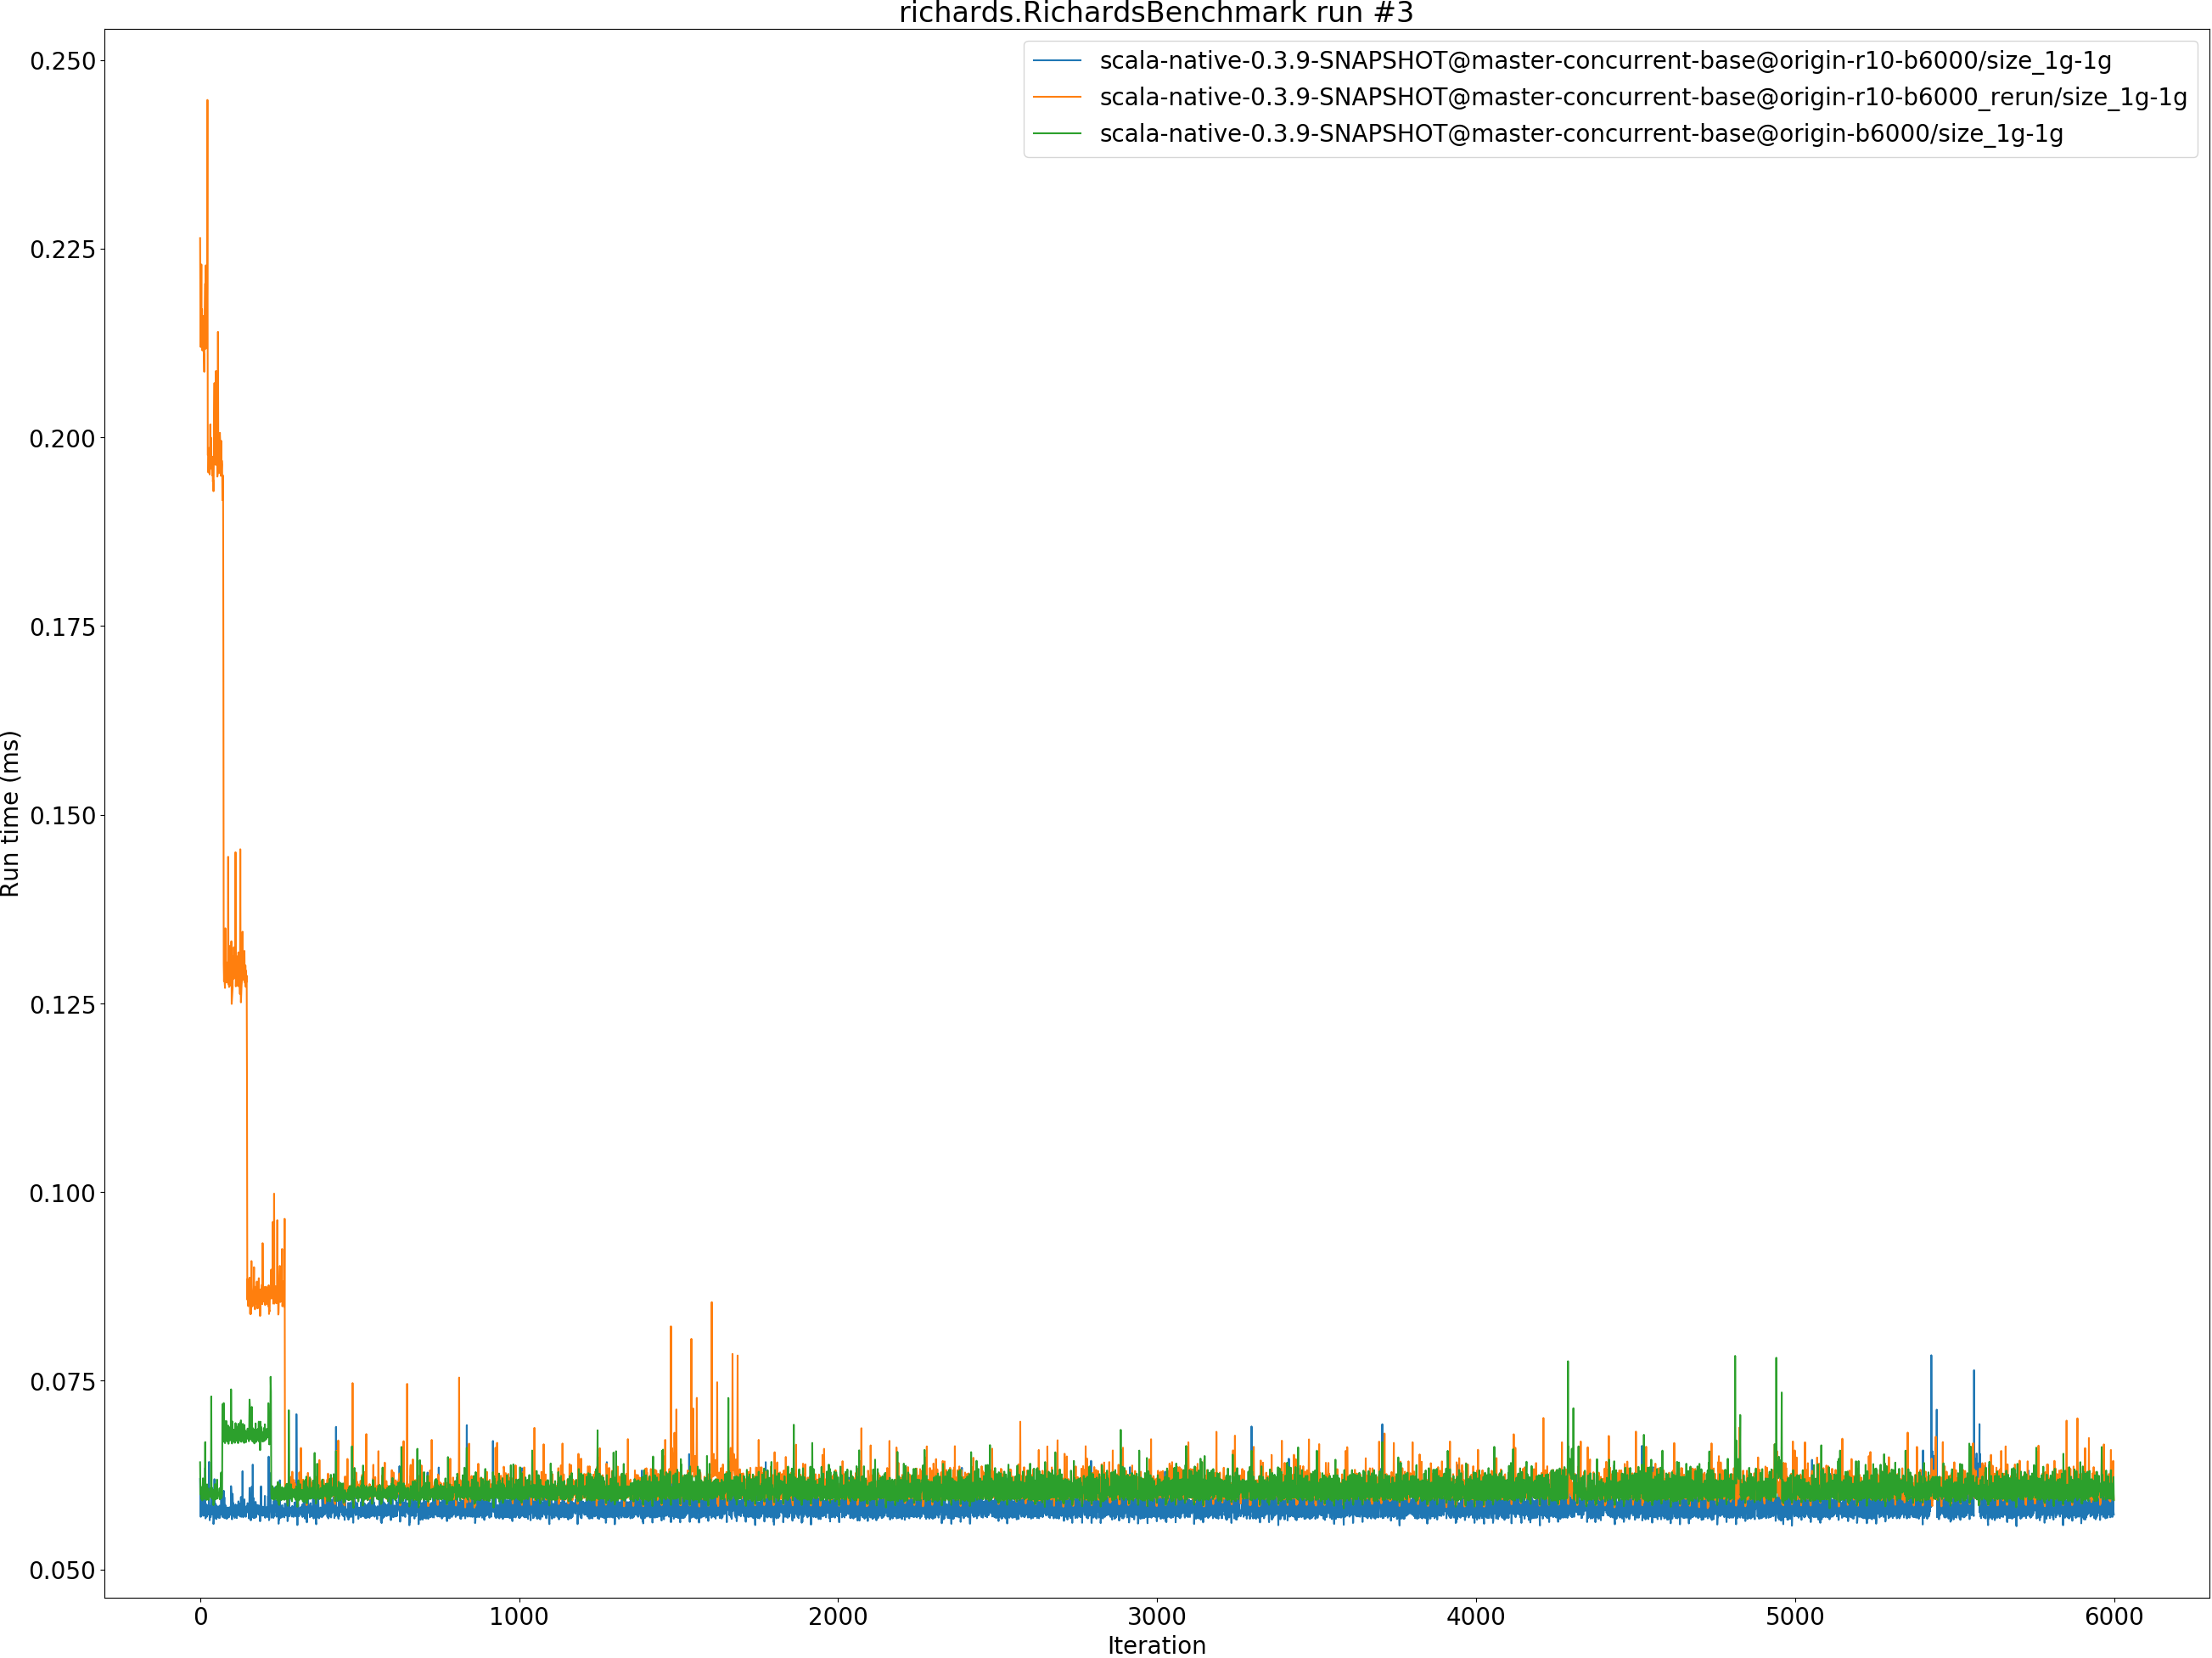 richards.RichardsBenchmark run #3
scala-native-0.3.9-SNAPSHOT@master-concurrent-base@origin-r10-b6000/size_1g-1g
scala-native-0.3.9-SNAPSHOT@master-concurrent-base@origin-r10-b6000_rerun/size_1g-1g
scala-native-0.3.9-SNAPSHOT@master-concurrent-base@origin-b6000/size_1g-1g
Run time (ms)
0.250
0.225
0.200
0.175
0.150
0.125
0.100
0.075
0.050
0 1000 2000 3000 4000 5000 6000
Iteration